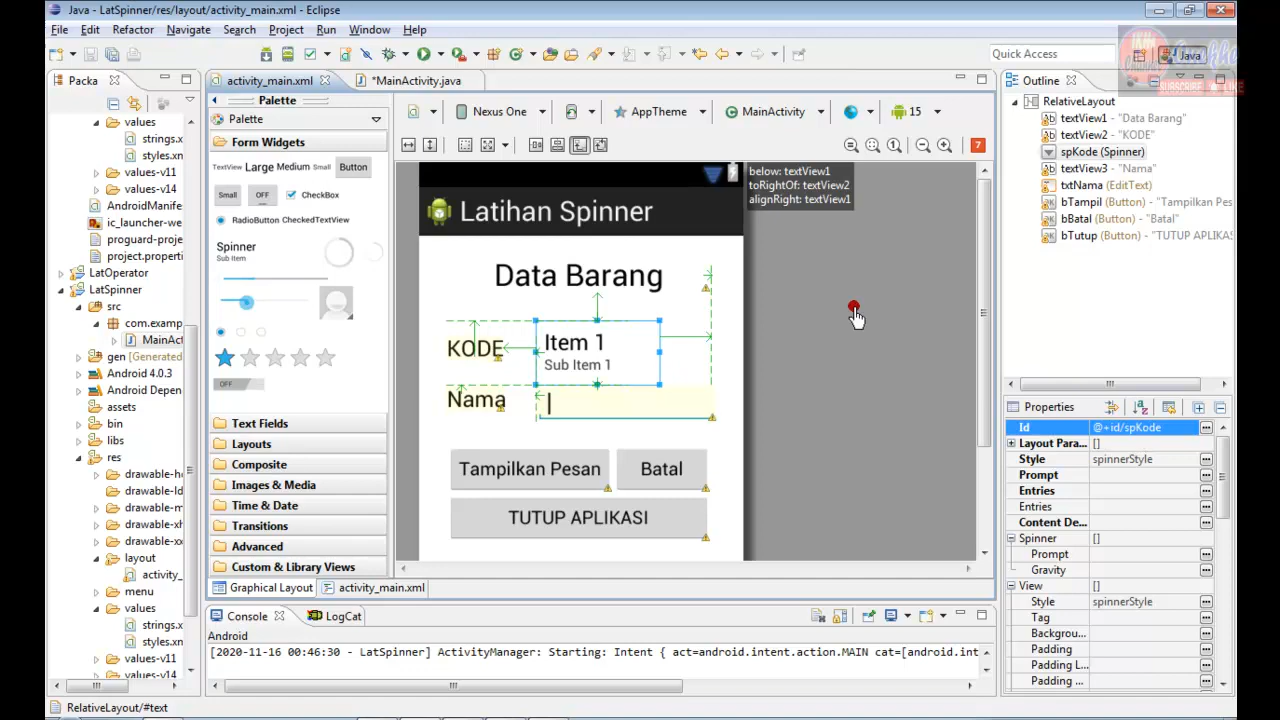 Java - LatSpinner/res/layout/activity_main.xml - Eclipse
File Edit Refactor Navigate Search Project Run Window Help
Quick Access
Java
SUBSCRIBE
LIKE
Packa
activity_main.xml
*MainActivity.java
Outline
values
strings.xn
styles.xn
values-v11
values-v14
AndroidManife
ic_launcher-we
proguard-proje
project.properti
LatOperator
LatSpinner
src
com.examp
MainAct
gen [Generated
Android 4.0.3
Android Depen
assets
bin
libs
res
drawable-h
drawable-ld
drawable-m
drawable-xh
drawable-xx
layout
activity_
menu
values
strings.x
styles.xn
values-v11
values-v14
Palette
Palette
Form Widgets
TextView Large Medium Small Button
Small OFF CheckBox
RadioButton CheckedTextView
Spinner
Sub Item
OFF
Text Fields
Layouts
Composite
Images & Media
Time & Date
Transitions
Advanced
Custom & Library Views
Nexus One
AppTheme
MainActivity
15
7
below: textView1
toRightOf: textView2
alignRight: textView1
Latihan Spinner
Data Barang
KODE
Item 1
Sub Item 1
Nama
Tampilkan Pesan
Batal
TUTUP APLIKASI
Graphical Layout
activity_main.xml
RelativeLayout
textView1 - "Data Barang"
textView2 - "KODE"
spKode (Spinner)
textView3 - "Nama"
txtNama (EditText)
bTampil (Button) - "Tampilkan Pes
bBatal (Button) - "Batal"
bTutup (Button) - "TUTUP APLIKAS
Properties
Id @+id/spKode
Layout Para... []
Style spinnerStyle
Prompt
Entries
Entries
Content De...
Spinner []
Prompt
Gravity
View []
Style spinnerStyle
Tag
Backgrou...
Padding
Padding L...
Padding ...
Console
LogCat
Android
[2020-11-16 00:46:30 - LatSpinner] ActivityManager: Starting: Intent { act=android.intent.action.MAIN cat=[android.int
RelativeLayout/#text